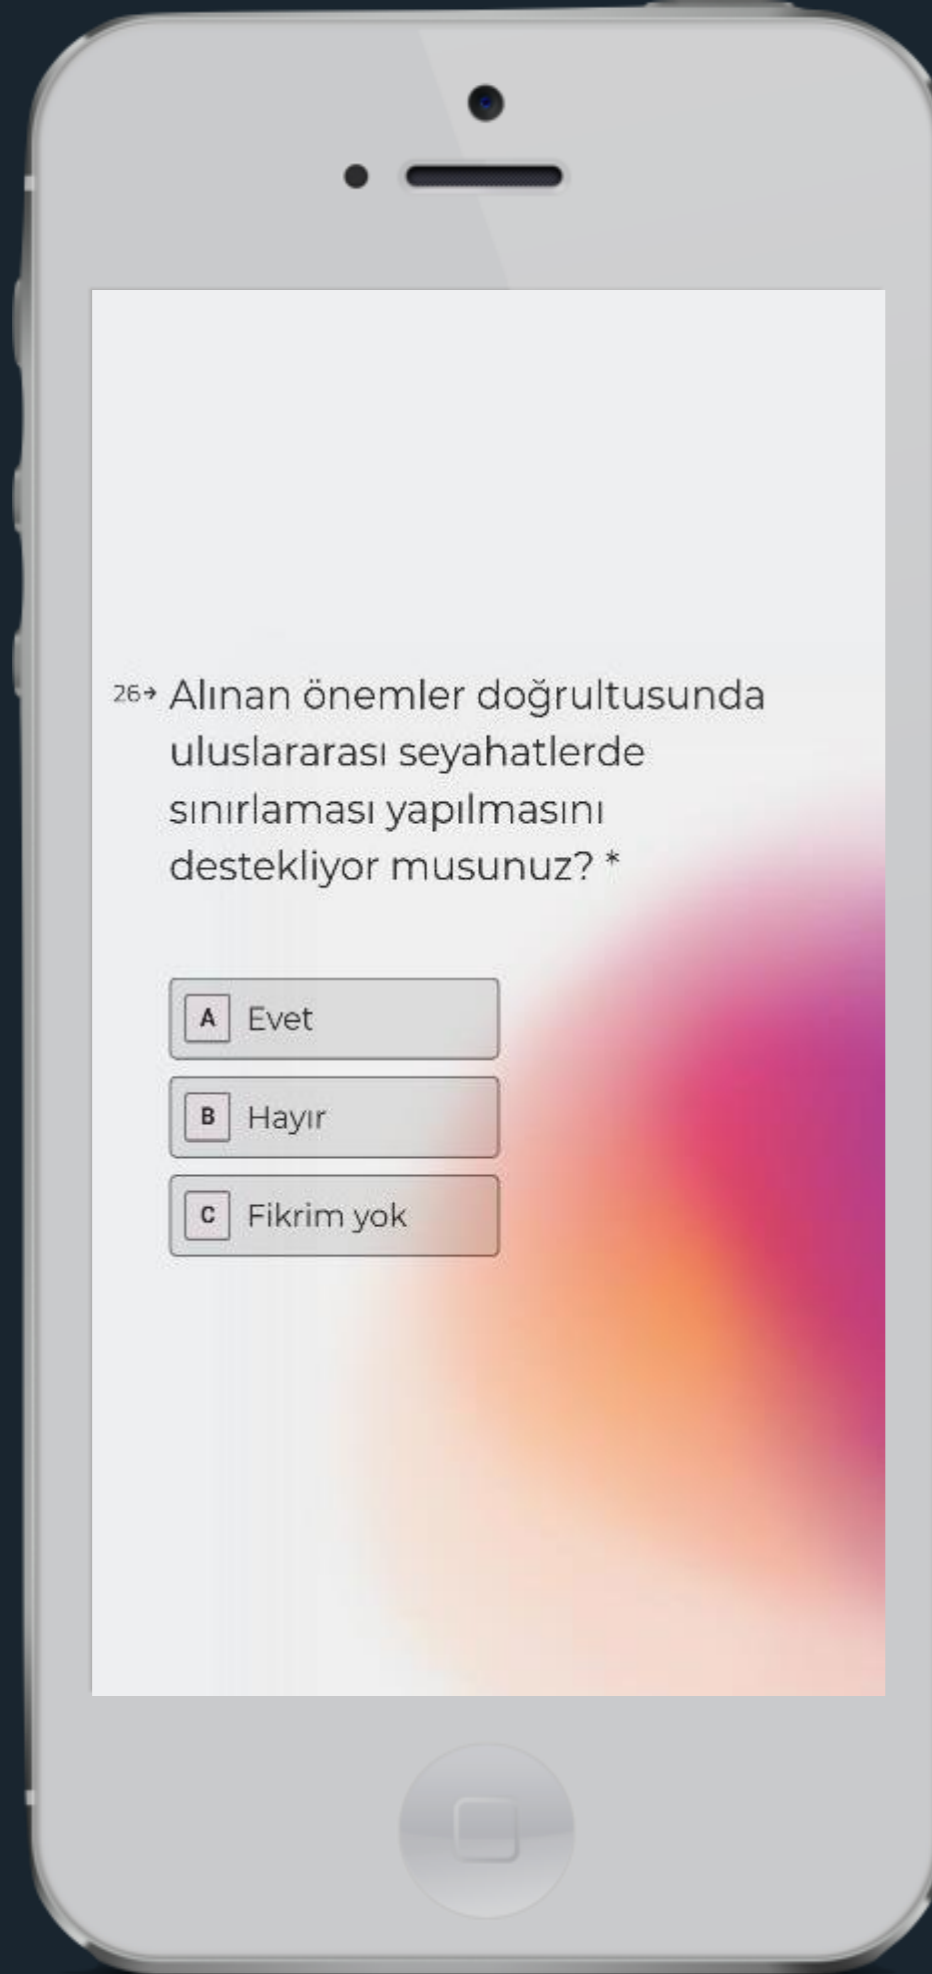 26→ Alınan önemler doğrultusunda
uluslararası seyahatlerde
sınırlaması yapılmasını
destekliyor musunuz? *
A Evet
B Hayır
C Fikrim yok